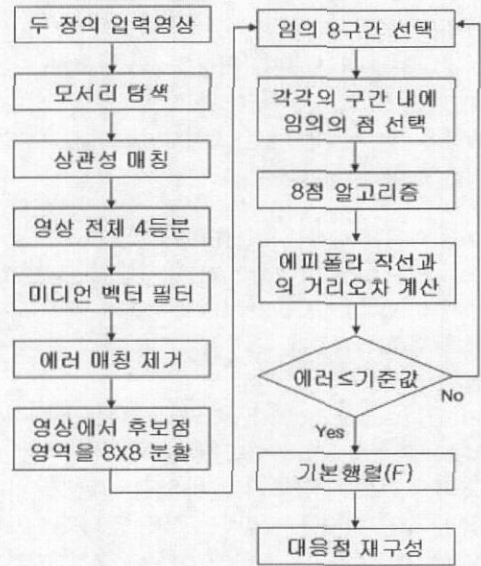 두 장의 입력영상
모서리 탐색
상관성 매칭
영상 전체 4등분
미디언 벡터 필터
에러 매칭 제거
영상에서 후보점
영역을 8X8 분할
임의 8구간 선택
각각의 구간 내에
임의의 점 선택
8점 알고리즘
에피폴라 직선과
의 거리오차 계산
에러≤기준값
No
Yes
기본행렬(F)
대응점 재구성